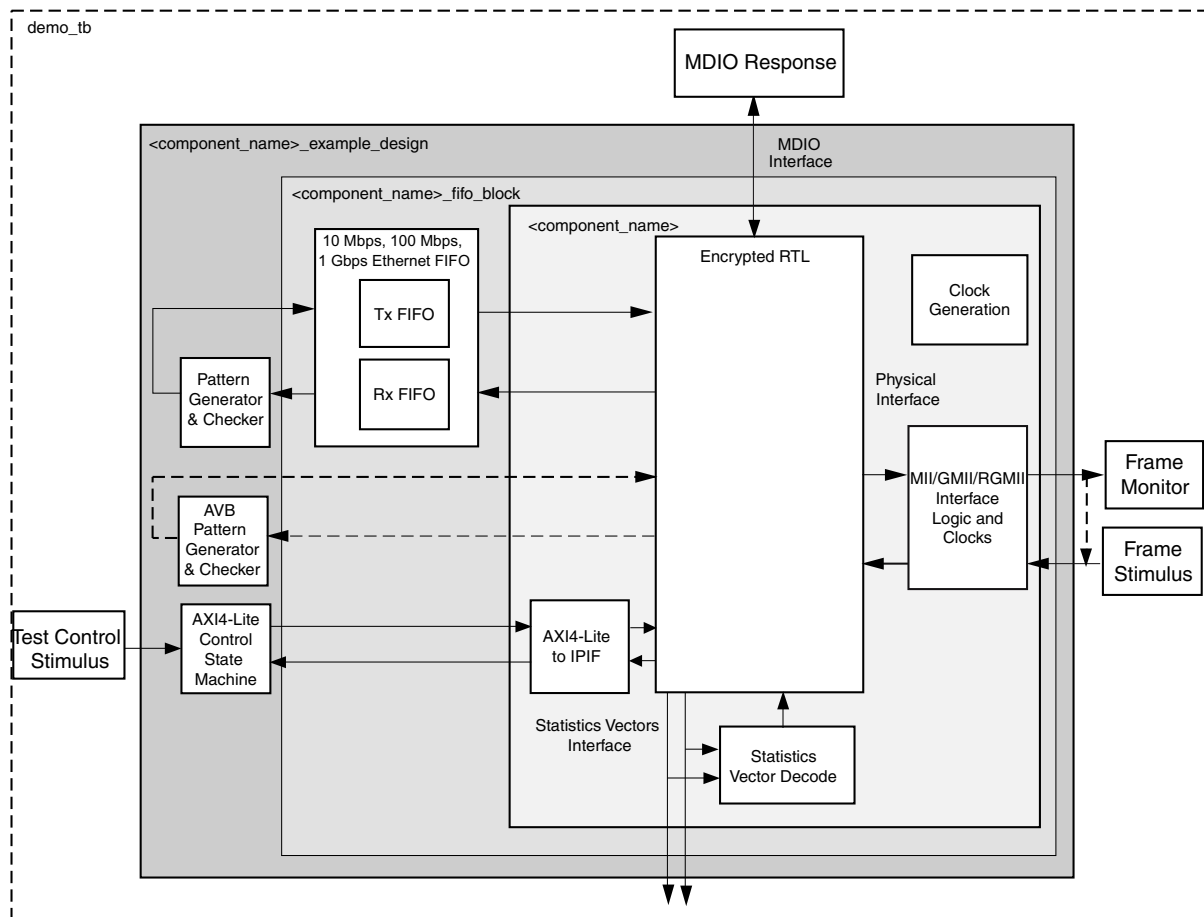 demo_tb
MDIO Response
<component_name>_example_design
MDIO
Interface
<component_name>_fifo_block
<component_name>
10 Mbps, 100 Mbps,
1 Gbps Ethernet FIFO
Encrypted RTL
Clock
Generation
Tx FIFO
Rx FIFO
Pattern
Generator
& Checker
Physical
Interface
MII/GMII/RGMII
Interface
Logic and
Clocks
Frame
Monitor
AVB
Pattern
Generator
& Checker
Frame
Stimulus
Test Control
Stimulus
AXI4-Lite
Control
State
Machine
AXI4-Lite
to IPIF
Statistics Vectors
Interface
Statistics
Vector Decode